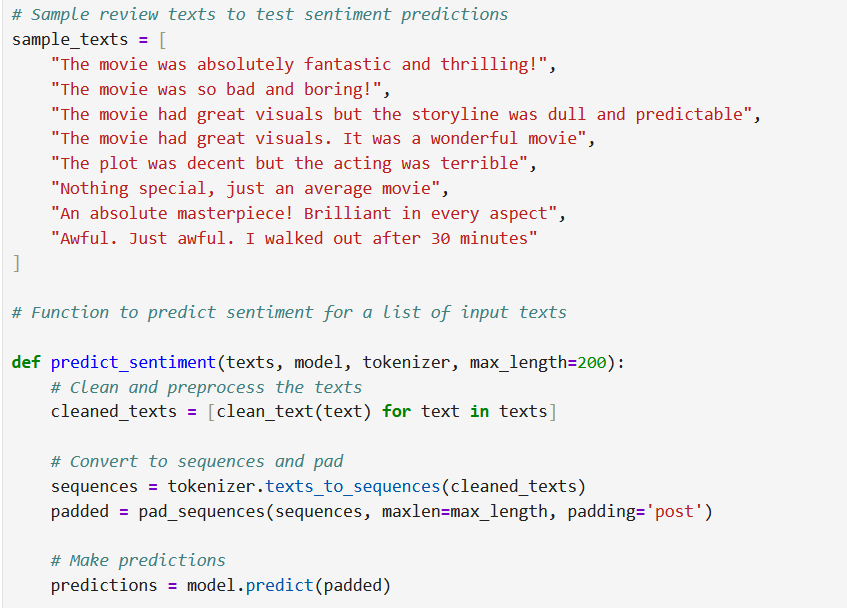 # Sample review texts to test sentiment predictions
sample_texts = [
    "The movie was absolutely fantastic and thrilling!",
    "The movie was so bad and boring!",
    "The movie had great visuals but the storyline was dull and predictable",
    "The movie had great visuals. It was a wonderful movie",
    "The plot was decent but the acting was terrible",
    "Nothing special, just an average movie",
    "An absolute masterpiece! Brilliant in every aspect",
    "Awful. Just awful. I walked out after 30 minutes"
]

# Function to predict sentiment for a list of input texts

def predict_sentiment(texts, model, tokenizer, max_length=200):
    # Clean and preprocess the texts
    cleaned_texts = [clean_text(text) for text in texts]

    # Convert to sequences and pad
    sequences = tokenizer.texts_to_sequences(cleaned_texts)
    padded = pad_sequences(sequences, maxlen=max_length, padding='post')

    # Make predictions
    predictions = model.predict(padded)